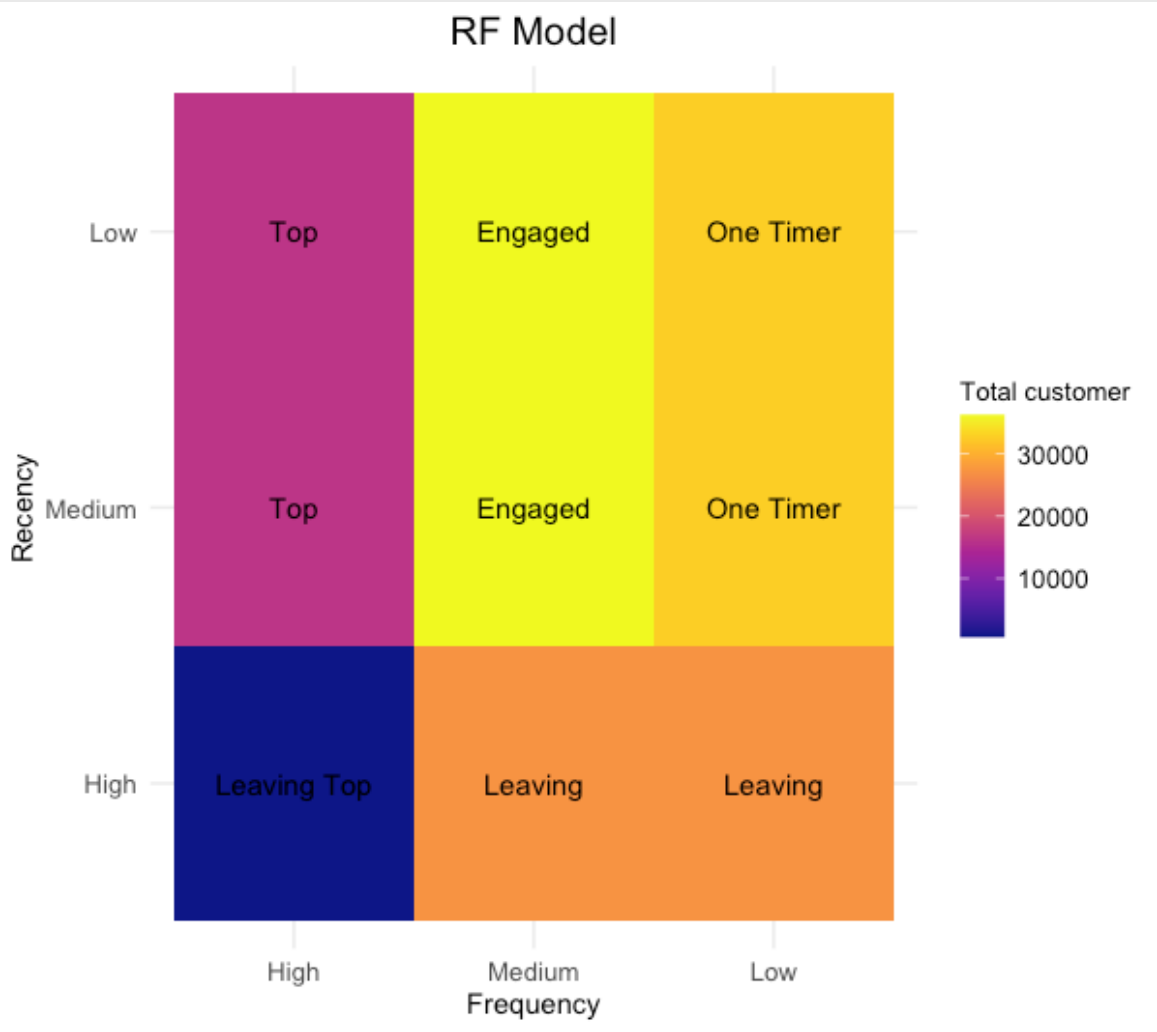 RF Model
Low
Top
Engaged
One Timer
Recency
Medium
Top
Engaged
One Timer
High
Leaving Top
Leaving
Leaving
High
Medium
Low
Frequency
Total customer
30000
20000
10000